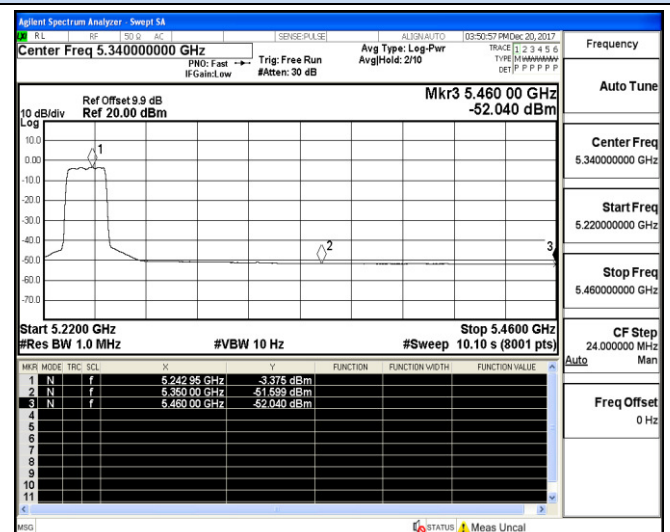 Agilent Spectrum Analyzer - Swept SA
RL RF 50 Ω AC SENSE:PULSE ALIGNAUTO 03:50:57 PM Dec 20, 2017
Center Freq 5.340000000 GHz
PNO: Fast
IFGain:Low
Trig: Free Run
#Atten: 30 dB
Avg Type: Log-Pwr
Avg|Hold: 2/10
TRACE 1 2 3 4 5 6
TYPE M WWWWW
DET P P P P P P
Ref Offset 9.9 dB
Ref 20.00 dBm
10 dB/div
Log
Mkr3 5.460 00 GHz
-52.040 dBm
10.0
0.00
-10.0
-20.0
-30.0
-40.0
-50.0
-60.0
-70.0
1
2
3
Start 5.2200 GHz
#Res BW 1.0 MHz
#VBW 10 Hz
Stop 5.4600 GHz
#Sweep 10.10 s (8001 pts)
MKR MODE TRC SCL X Y FUNCTION FUNCTION WIDTH FUNCTION VALUE
1 N f 5.242 95 GHz -3.375 dBm
2 N f 5.350 00 GHz -51.599 dBm
3 N f 5.460 00 GHz -52.040 dBm
4
5
6
7
8
9
10
11
MSG STATUS Meas Uncal
Frequency
Auto Tune
Center Freq
5.340000000 GHz
Start Freq
5.220000000 GHz
Stop Freq
5.460000000 GHz
CF Step
24.000000 MHz
Auto Man
Freq Offset
0 Hz